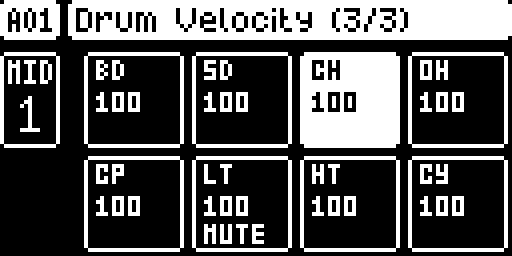 A01 Drum Velocity (3/3)
MID BD SD CH OH
1 100 100 100 100
CP LT HT CY
100 100 100 100
MUTE